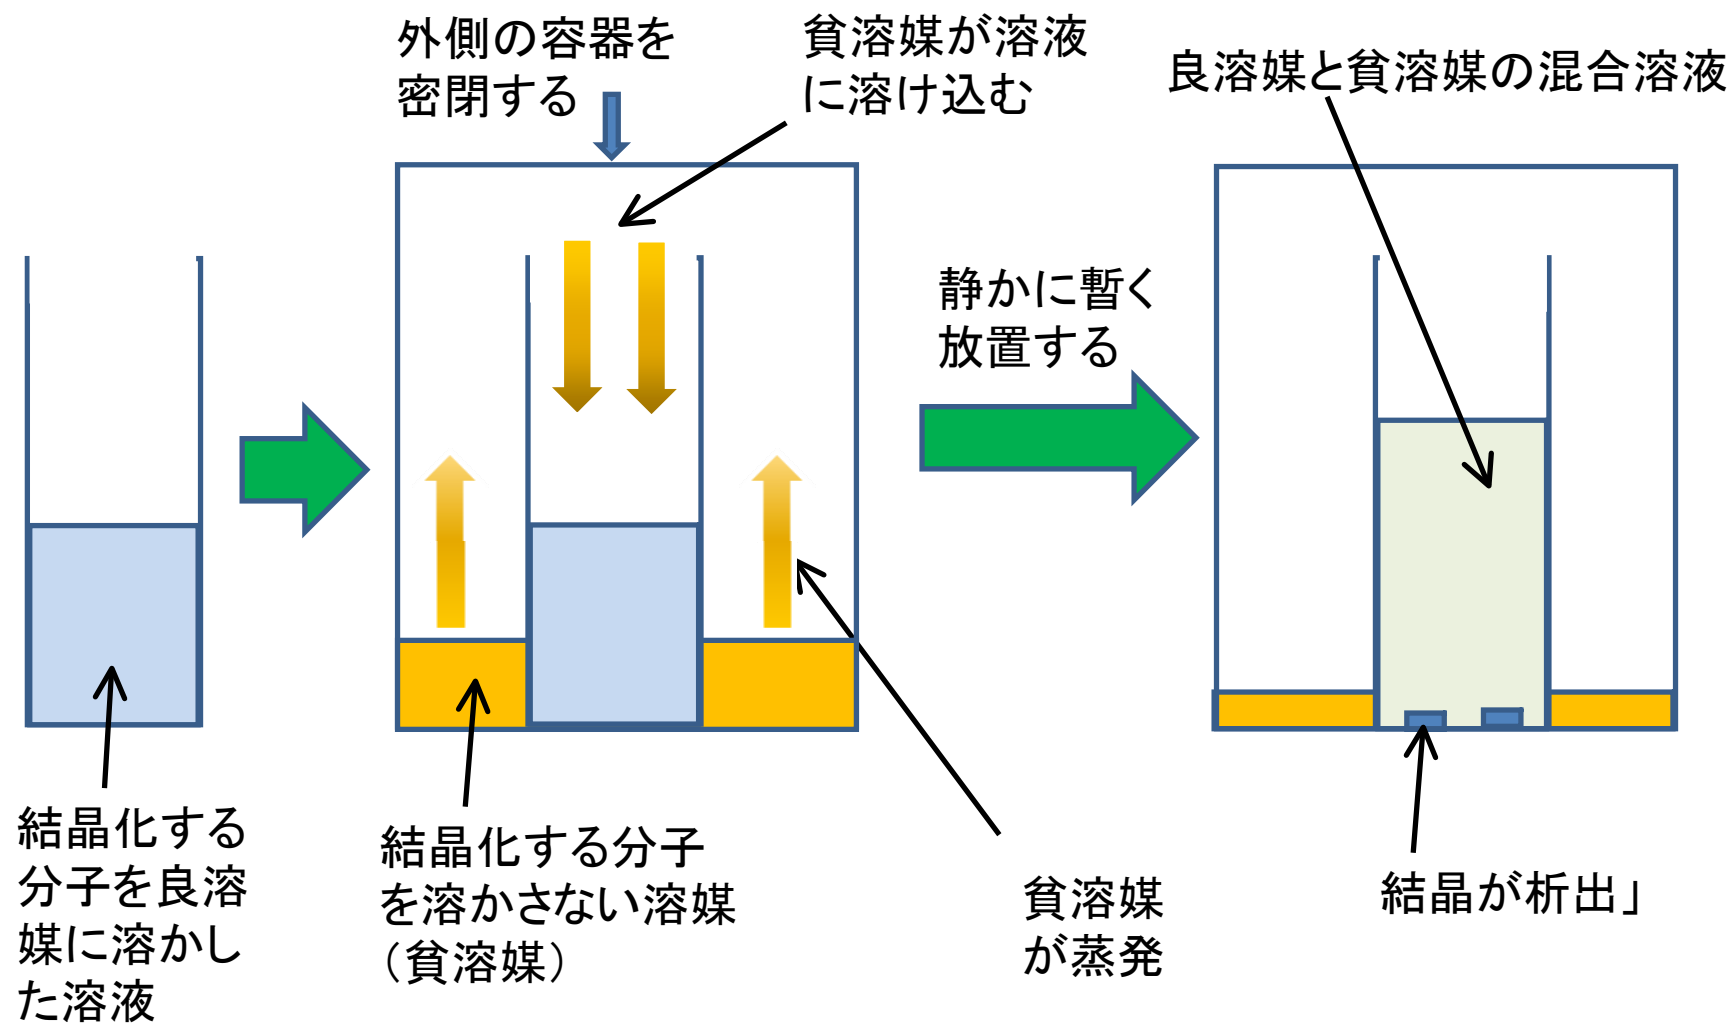 外側の容器を
密閉する
貧溶媒が溶液
に溶け込む
良溶媒と貧溶媒の混合溶液
静かに暫く
放置する
結晶化する
分子を良溶
媒に溶かし
た溶液
結晶化する分子
を溶かさない溶媒
（貧溶媒）
貧溶媒
が蒸発
結晶が析出」